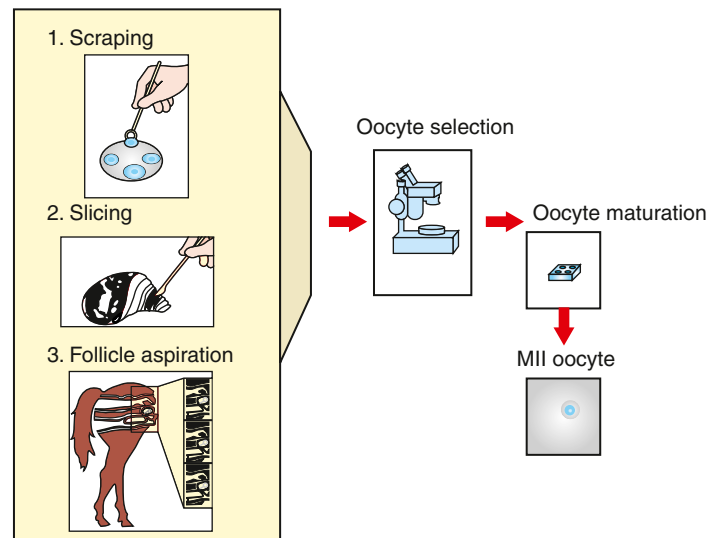 1. Scraping
2. Slicing
3. Follicle aspiration
Oocyte selection
Oocyte maturation
MII oocyte